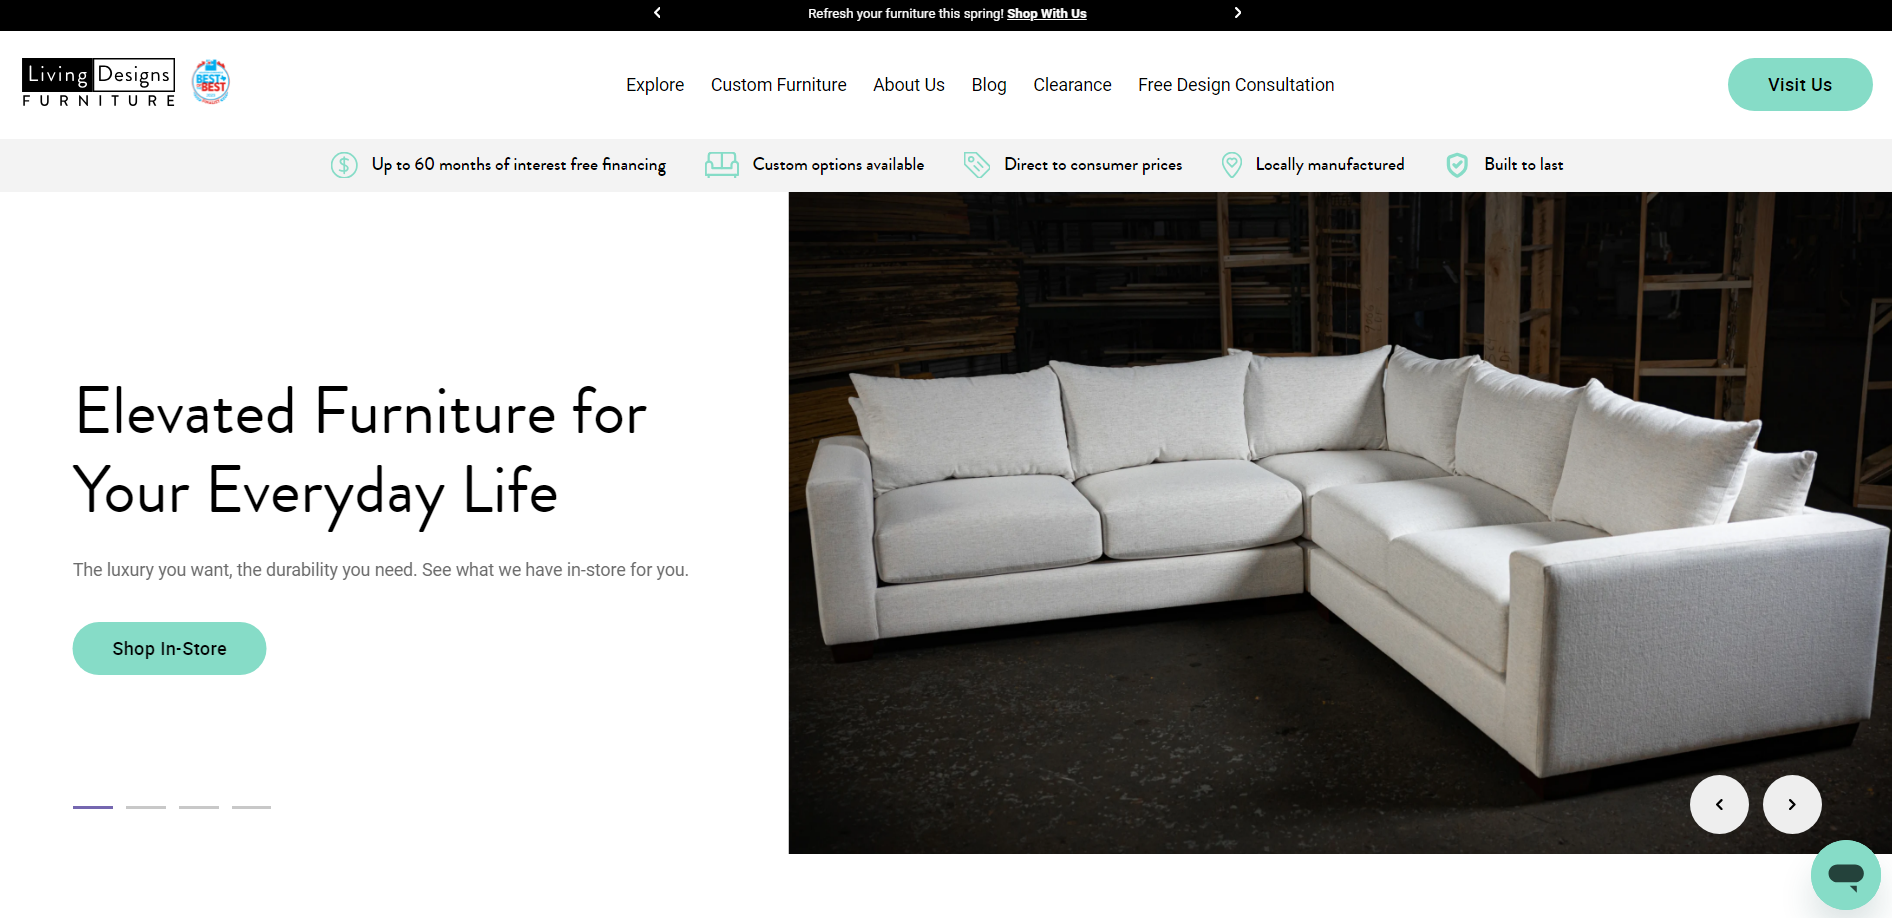 Refresh your furniture this spring! Shop With Us
Living Designs
FURNITURE
BEST
BEST
Explore Custom Furniture About Us Blog Clearance Free Design Consultation
Visit Us
Up to 60 months of interest free financing Custom options available Direct to consumer prices Locally manufactured Built to last
Elevated Furniture for
Your Everyday Life
The luxury you want, the durability you need. See what we have in-store for you.
Shop In-Store